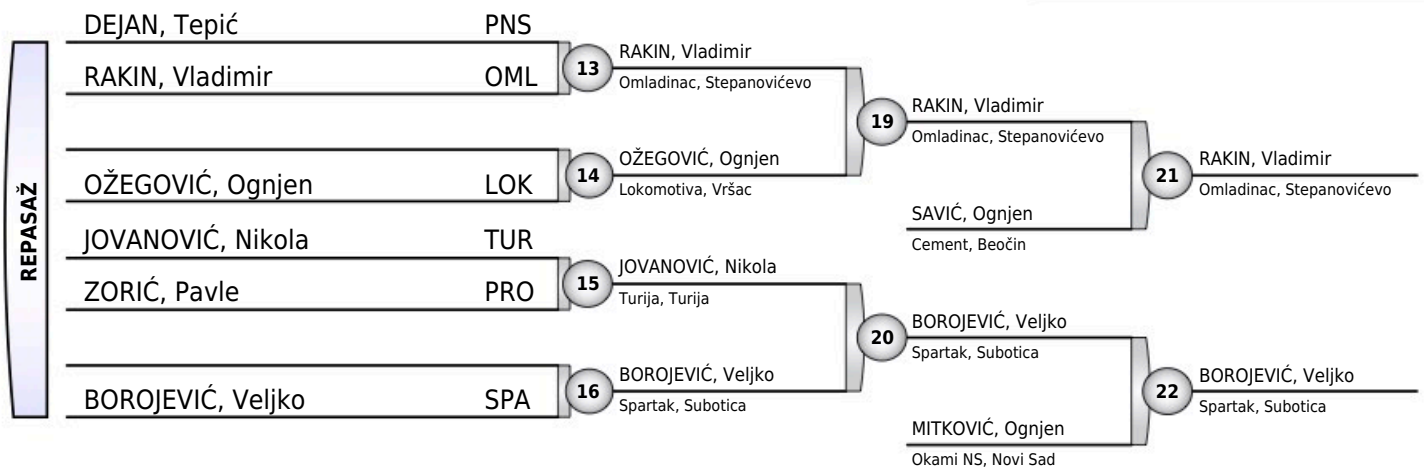 REPASAŽ
DEJAN, Tepić PNS
RAKIN, Vladimir OML
OŽEGOVIĆ, Ognjen LOK
JOVANOVIĆ, Nikola TUR
ZORIĆ, Pavle PRO
BOROJEVIĆ, Veljko SPA
13
RAKIN, Vladimir
Omladinac, Stepanovićevo
14
OŽEGOVIĆ, Ognjen
Lokomotiva, Vršac
15
JOVANOVIĆ, Nikola
Turija, Turija
16
BOROJEVIĆ, Veljko
Spartak, Subotica
19
RAKIN, Vladimir
Omladinac, Stepanovićevo
SAVIĆ, Ognjen
Cement, Beočin
20
BOROJEVIĆ, Veljko
Spartak, Subotica
MITKOVIĆ, Ognjen
Okami NS, Novi Sad
21
RAKIN, Vladimir
Omladinac, Stepanovićevo
22
BOROJEVIĆ, Veljko
Spartak, Subotica